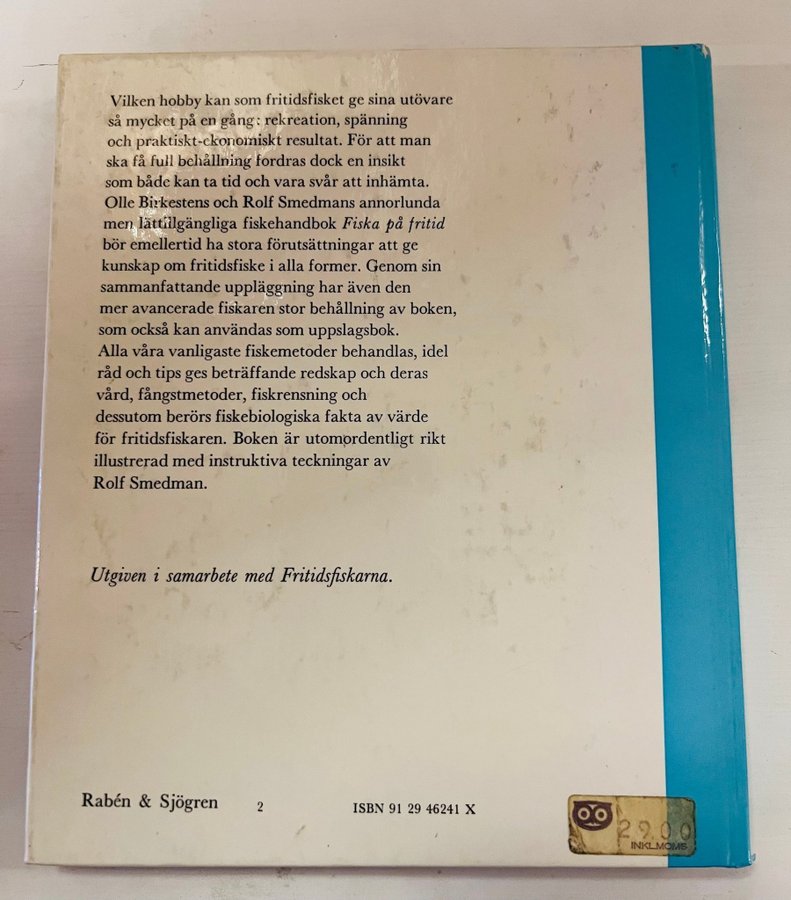 Vilken hobby kan som fritidsfisket ge sina utövare
så mycket på en gång: rekreation, spänning
och praktiskt-ekonomiskt resultat. För att man
ska få full behållning fordras dock en insikt
som både kan ta tid och vara svår att inhämta.
Olle Birkestens och Rolf Smedmans annorlunda
men lättillgängliga fiskehandbok Fiska på fritid
bör emellertid ha stora förutsättningar att ge
kunskap om fritidsfiske i alla former. Genom sin
sammanfattande uppläggning har även den
mer avancerade fiskaren stor behållning av boken,
som också kan användas som uppslagsbok.
Alla våra vanligaste fiskemetoder behandlas, idel
råd och tips ges beträffande redskap och deras
vård, fångstmetoder, fiskrensning och
dessutom berörs fiskebiologiska fakta av värde
för fritidsfiskaren. Boken är utomordentligt rikt
illustrerad med instruktiva teckningar av
Rolf Smedman.
Utgiven i samarbete med Fritidsfiskarna.
Rabén & Sjögren 2 ISBN 91 29 46241 X
29.00
INKL.MOMS